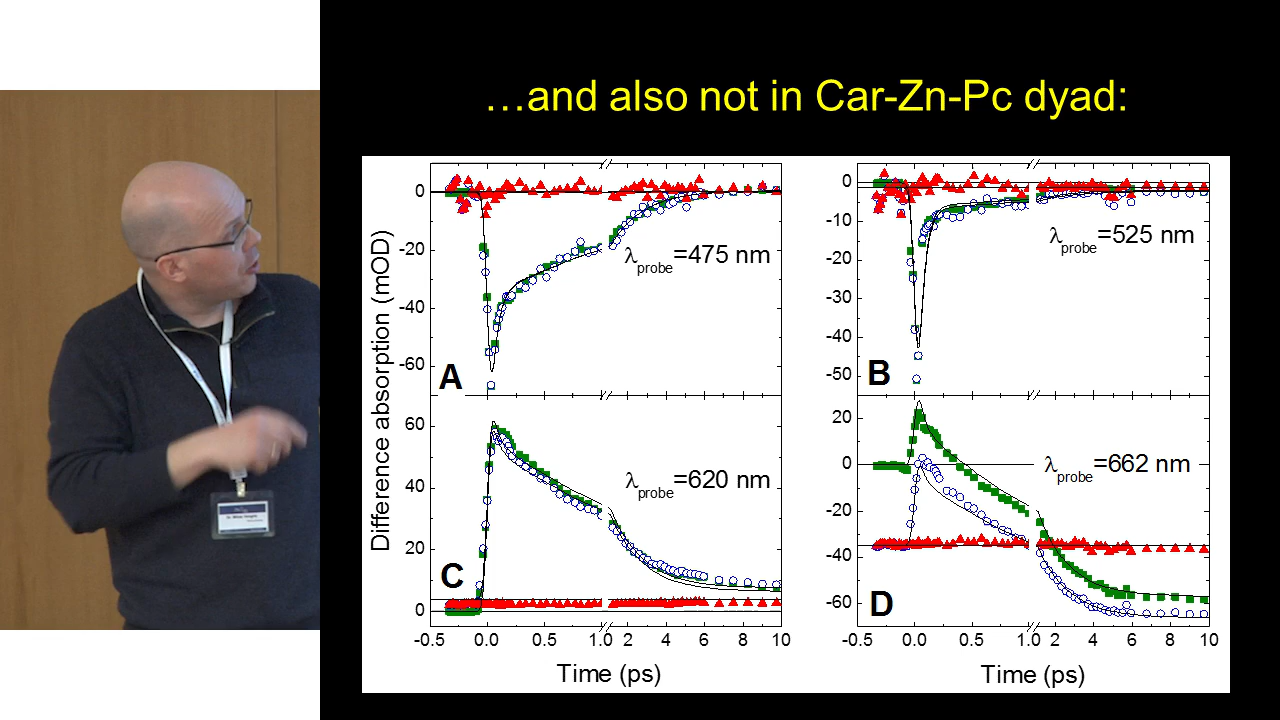 …and also not in Car-Zn-Pc dyad:
Difference absorption (mOD)
0
-20
-40
-60
λprobe=475 nm
A
0
-10
-20
-30
-40
-50
λprobe=525 nm
B
60
40
20
0
λprobe=620 nm
C
20
0
-20
-40
-60
λprobe=662 nm
D
-0.5 0.0 0.5 1.0 2 4 6 8 10
-0.5 0.0 0.5 1.0 2 4 6 8 10
Time (ps)
Time (ps)